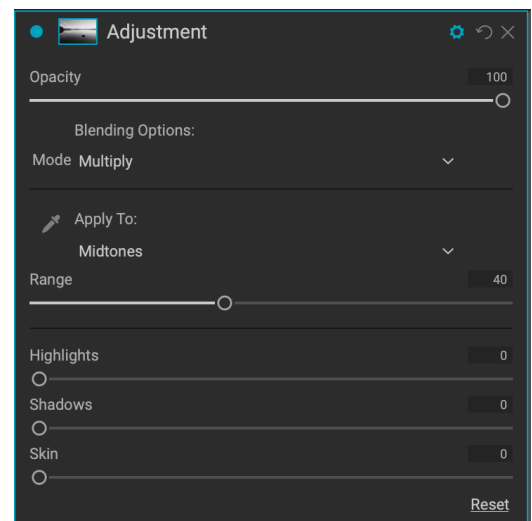 Adjustment
Opacity 100
Blending Options:
Mode Multiply
Apply To:
Midtones
Range 40
Highlights 0
Shadows 0
Skin 0
Reset